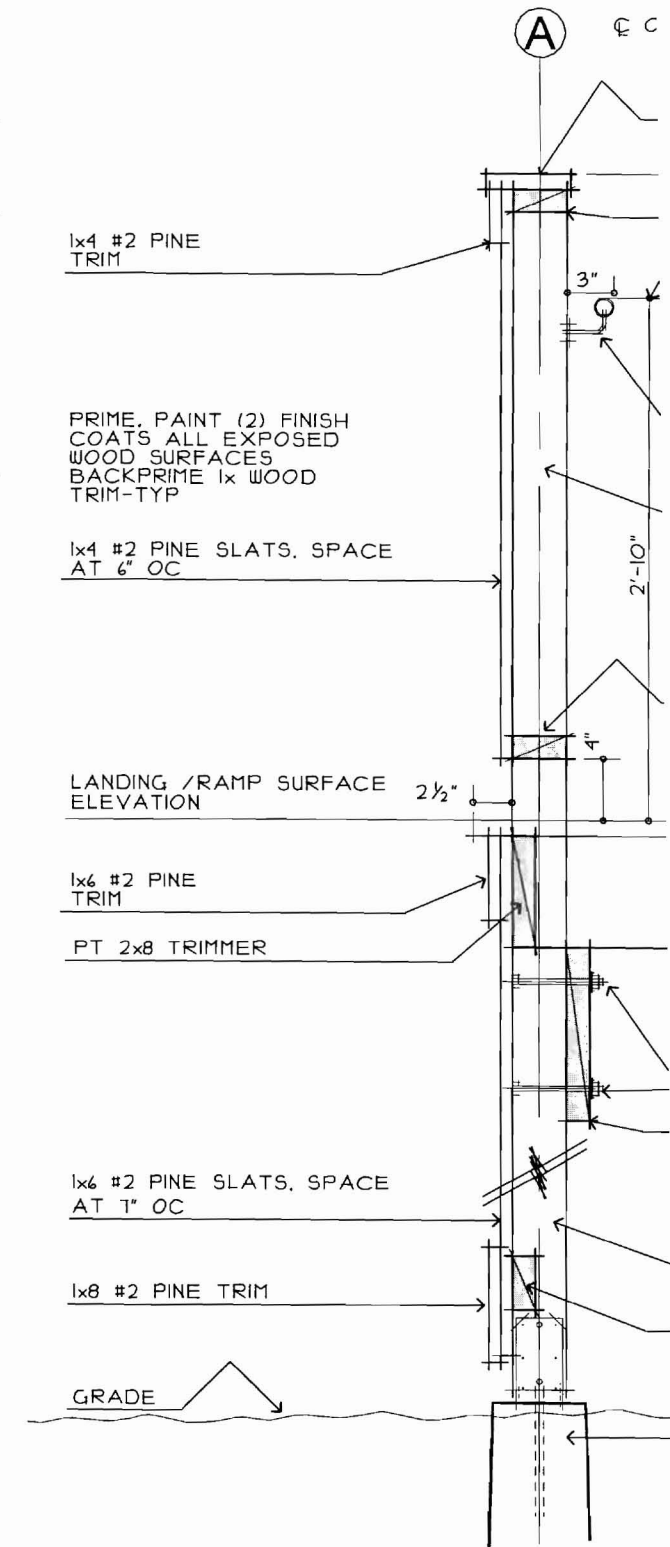 A
℄ C
1x4 #2 PINE
TRIM
3"
PRIME, PAINT (2) FINISH
COATS ALL EXPOSED
WOOD SURFACES
BACKPRIME 1x WOOD
TRIM-TYP
1x4 #2 PINE SLATS, SPACE
AT 6" OC
2'-10"
4"
LANDING /RAMP SURFACE
ELEVATION
2½"
1x6 #2 PINE
TRIM
PT 2x8 TRIMMER
1x6 #2 PINE SLATS, SPACE
AT 7" OC
1x8 #2 PINE TRIM
GRADE